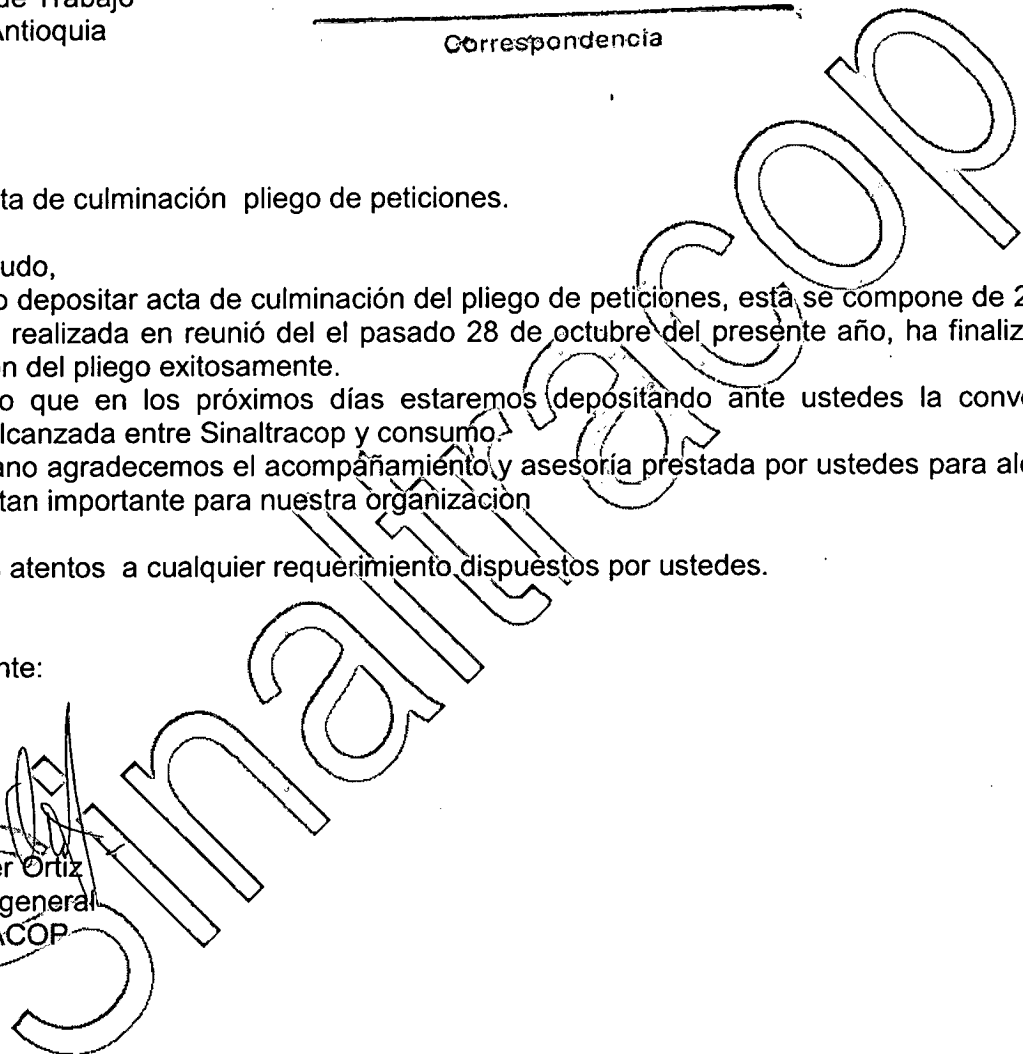 de Trabajo
Antioquia
Correspondencia
ta de culminación pliego de peticiones.
udo,
o depositar acta de culminación del pliego de peticiones, está se compone de 2
realizada en reunió del el pasado 28 de octubre del presente año, ha finaliz
n del pliego exitosamente.
o que en los próximos días estaremos depositando ante ustedes la conv
lcanzada entre Sinaltracop y consumo.
ano agradecemos el acompañamiento y asesoría prestada por ustedes para al
tan importante para nuestra organización
s atentos a cualquier requerimiento dispuestos por ustedes.
nte:
er Ortiz
general
ACOP
Sinaltracop